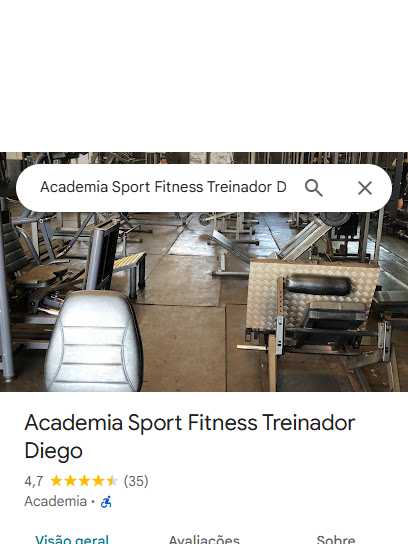 Academia Sport Fitness Treinador D
Academia Sport Fitness Treinador
Diego
4,7 (35)
Academia •
Visão geral Avaliações Sobre